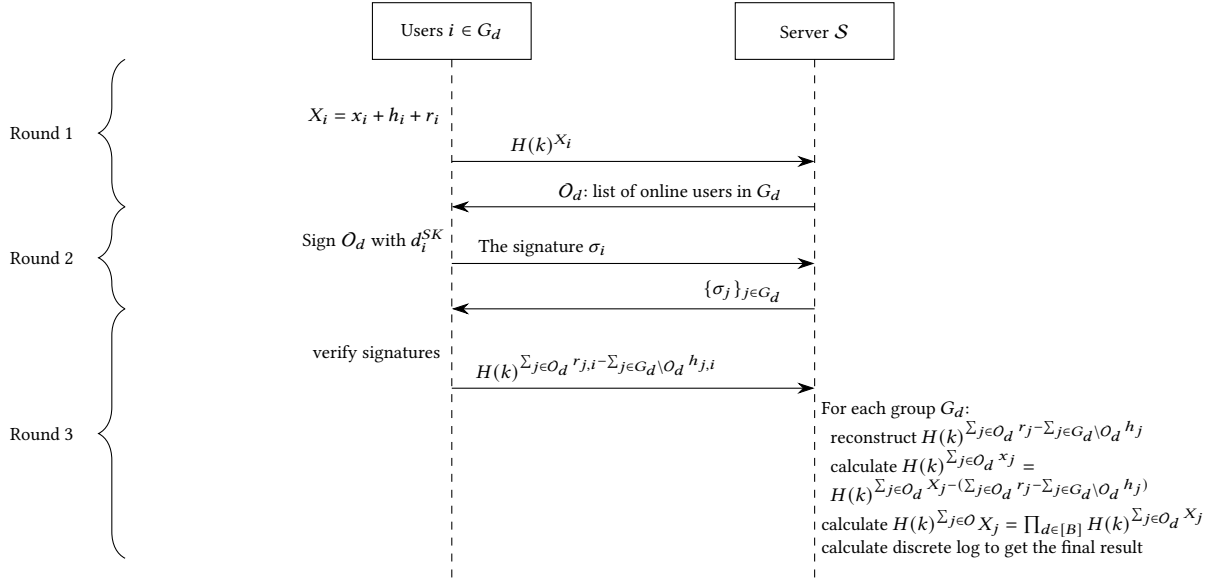 Users i ∈ G_d
Server 𝒮
Round 1
X_i = x_i + h_i + r_i
H(k)^{X_i}
𝒪_d: list of online users in G_d
Round 2
Sign 𝒪_d with d_i^{SK}
The signature σ_i
{σ_j}_{j∈G_d}
Round 3
verify signatures
H(k)^{∑_{j∈𝒪_d} r_{j,i} − ∑_{j∈G_d\𝒪_d} h_{j,i}}
For each group G_d:
reconstruct H(k)^{∑_{j∈𝒪_d} r_j − ∑_{j∈G_d\𝒪_d} h_j}
calculate H(k)^{∑_{j∈𝒪_d} x_j} =
H(k)^{∑_{j∈𝒪_d} X_j − (∑_{j∈𝒪_d} r_j − ∑_{j∈G_d\𝒪_d} h_j)}
calculate H(k)^{∑_{j∈𝒪}} X_j = ∏_{d∈[B]} H(k)^{∑_{j∈𝒪_d} X_j}
calculate discrete log to get the final result